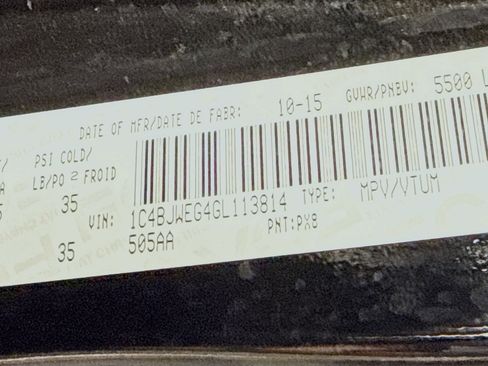 DATE OF MFR/DATE DE FABR: 10-15 GVWR/PNBV: 5500 L
PSI COLD/
LB/PO 2 FROID
35
VIN: 1C4BJWEG4GL113814 TYPE: MPV/VTUM
35 505AA PNT:PX8